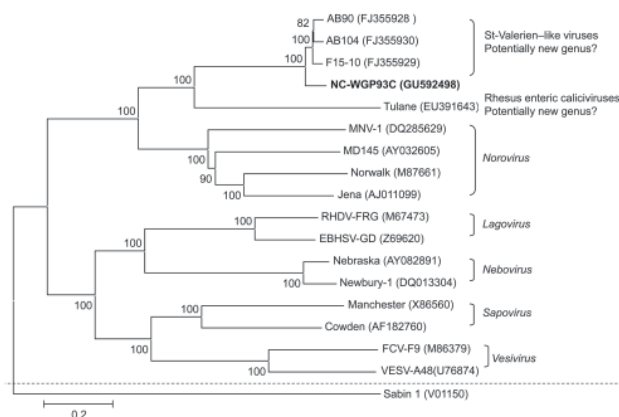 82
AB90 (FJ355928 )
100
AB104 (FJ355930)
St-Valerien–like viruses
Potentially new genus?
100
F15-10 (FJ355929)
100
NC-WGP93C (GU592498)
100
Tulane (EU391643)
Rhesus enteric caliciviruses
Potentially new genus?
MNV-1 (DQ285629)
100
MD145 (AY032605)
Norovirus
90
Norwalk (M87661)
100
Jena (AJ011099)
RHDV-FRG (M67473)
100
Lagovirus
100
EBHSV-GD (Z69620)
Nebraska (AY082891)
Nebovirus
100
Newbury-1 (DQ013304)
100
Manchester (X86560)
100
Sapovirus
Cowden (AF182760)
100
FCV-F9 (M86379)
100
Vesivirus
VESV-A48(U76874)
Sabin 1 (V01150)
0.2